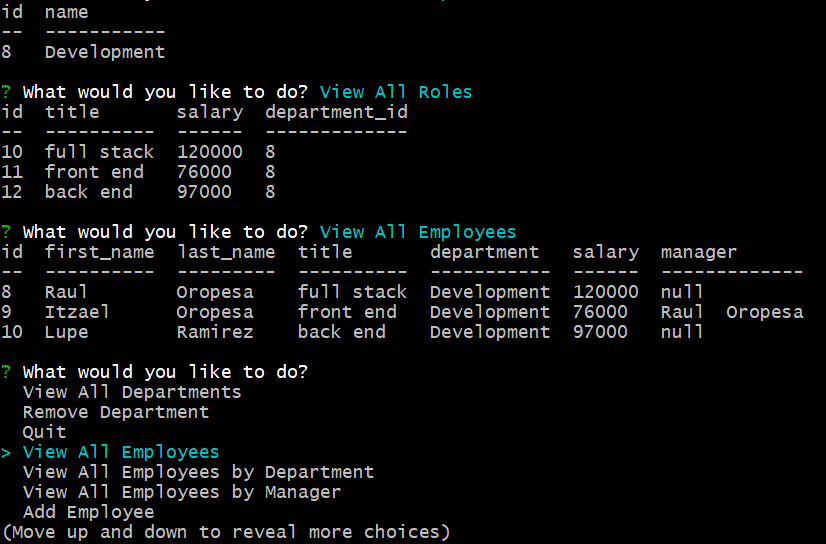 id  name
--  -----------
8   Development
? What would you like to do? View All Roles
id  title       salary  department_id
--  ----------  ------  -------------
10  full stack  120000  8
11  front end   76000   8
12  back end    97000   8
? What would you like to do? View All Employees
id  first_name  last_name  title       department   salary  manager
--  ----------  ---------  ----------  -----------  ------  -------------
8   Raul        Oropesa    full stack  Development  120000  null
9   Itzael      Oropesa    front end   Development  76000   Raul  Oropesa
10  Lupe        Ramirez    back end    Development  97000   null
? What would you like to do?
  View All Departments
  Remove Department
  Quit
> View All Employees
  View All Employees by Department
  View All Employees by Manager
  Add Employee
(Move up and down to reveal more choices)